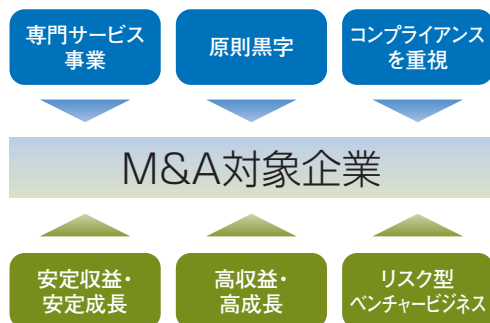 専門サービス
事業
原則黒字
コンプライアンス
を重視
M&A対象企業
安定収益・
安定成長
高収益・
高成長
リスク型
ベンチャービジネス